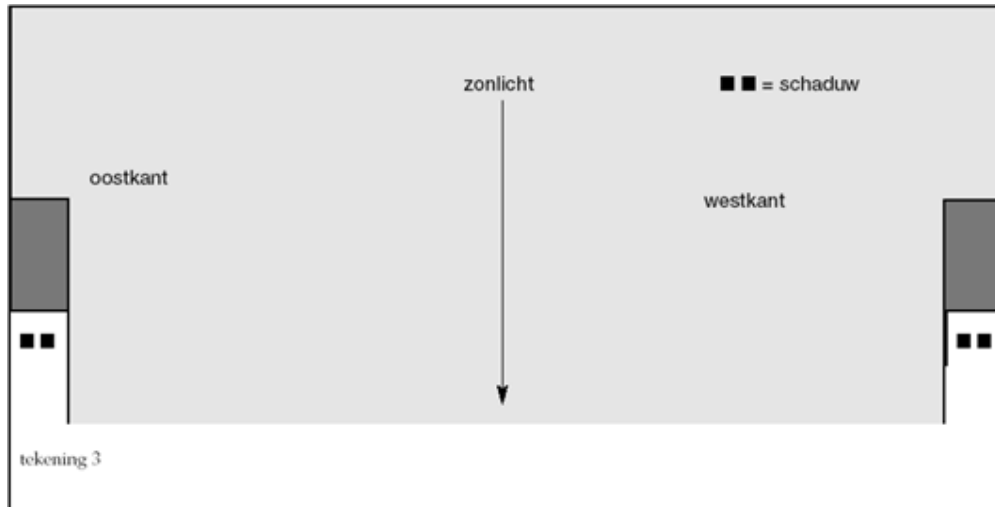 zonlicht
■ ■ = schaduw
oostkant
westkant
■ ■
■ ■
tekening 3